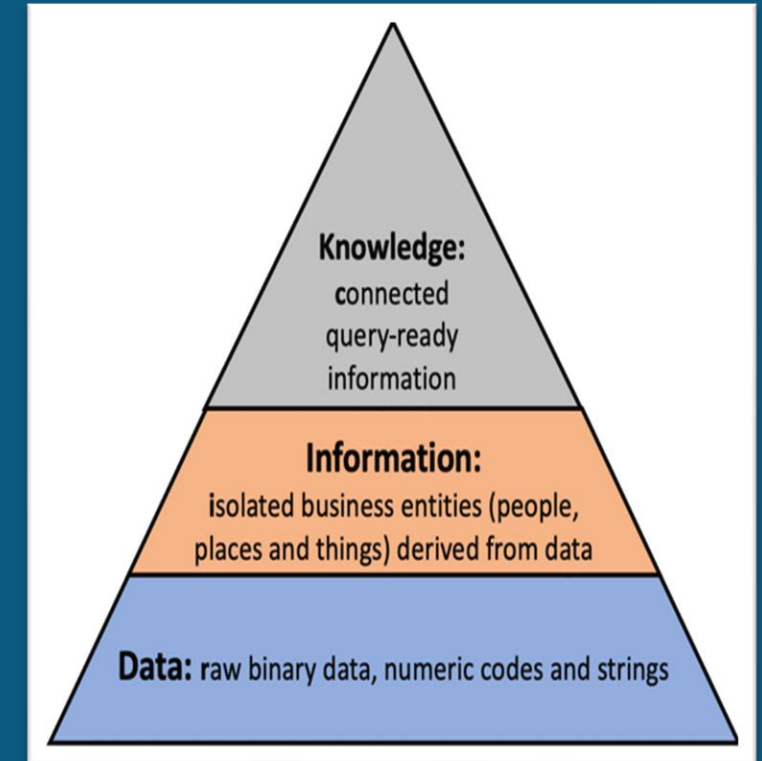 Knowledge:
connected
query-ready
information
Information:
isolated business entities (people,
places and things) derived from data
Data: raw binary data, numeric codes and strings